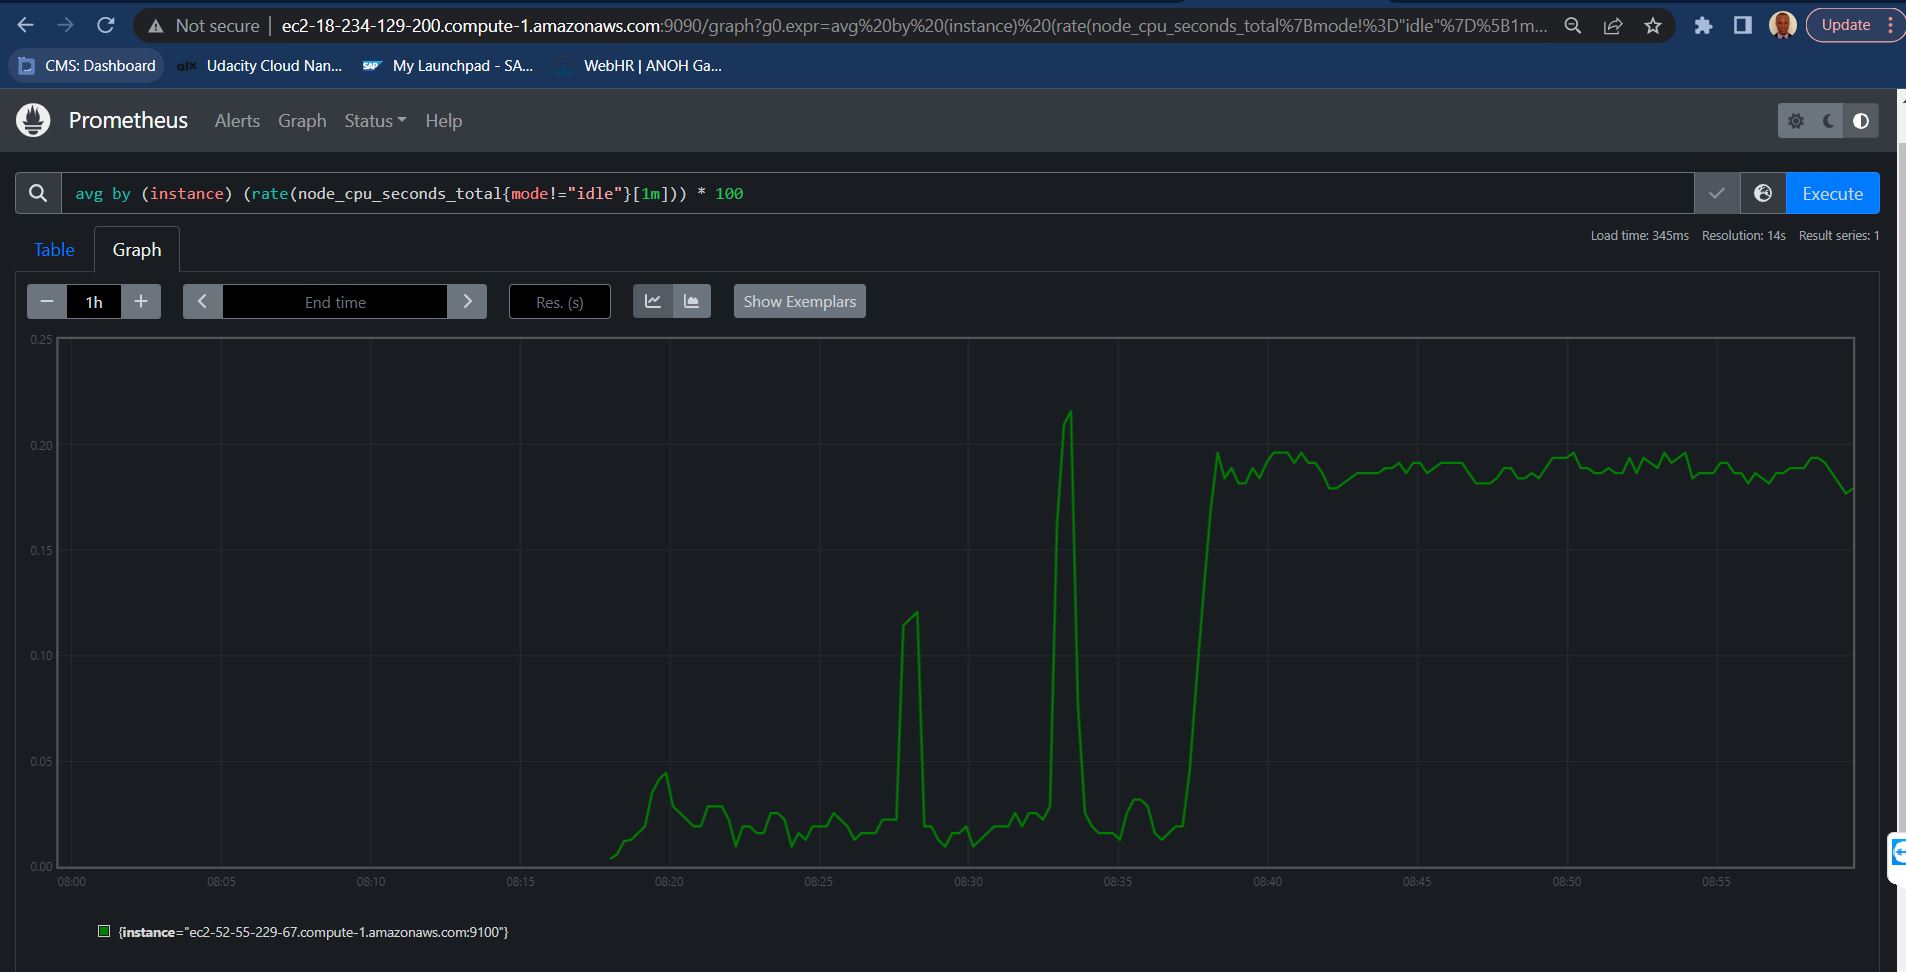 Not secure | ec2-18-234-129-200.compute-1.amazonaws.com:9090/graph?g0.expr=avg%20by%20(instance)%20(rate(node_cpu_seconds_total%7Bmode!%3D"idle"%7D%5B1m... Update
CMS: Dashboard alx Udacity Cloud Nan... SAP My Launchpad - SA... WebHR | ANOH Ga...
Prometheus Alerts Graph Status Help
avg by (instance) (rate(node_cpu_seconds_total{mode!="idle"}[1m])) * 100 Execute
Load time: 345ms Resolution: 14s Result series: 1
Table Graph
− 1h + End time Res. (s) Show Exemplars
0.25
0.20
0.15
0.10
0.05
0.00
08:00 08:05 08:10 08:15 08:20 08:25 08:30 08:35 08:40 08:45 08:50 08:55
{instance="ec2-52-55-229-67.compute-1.amazonaws.com:9100"}